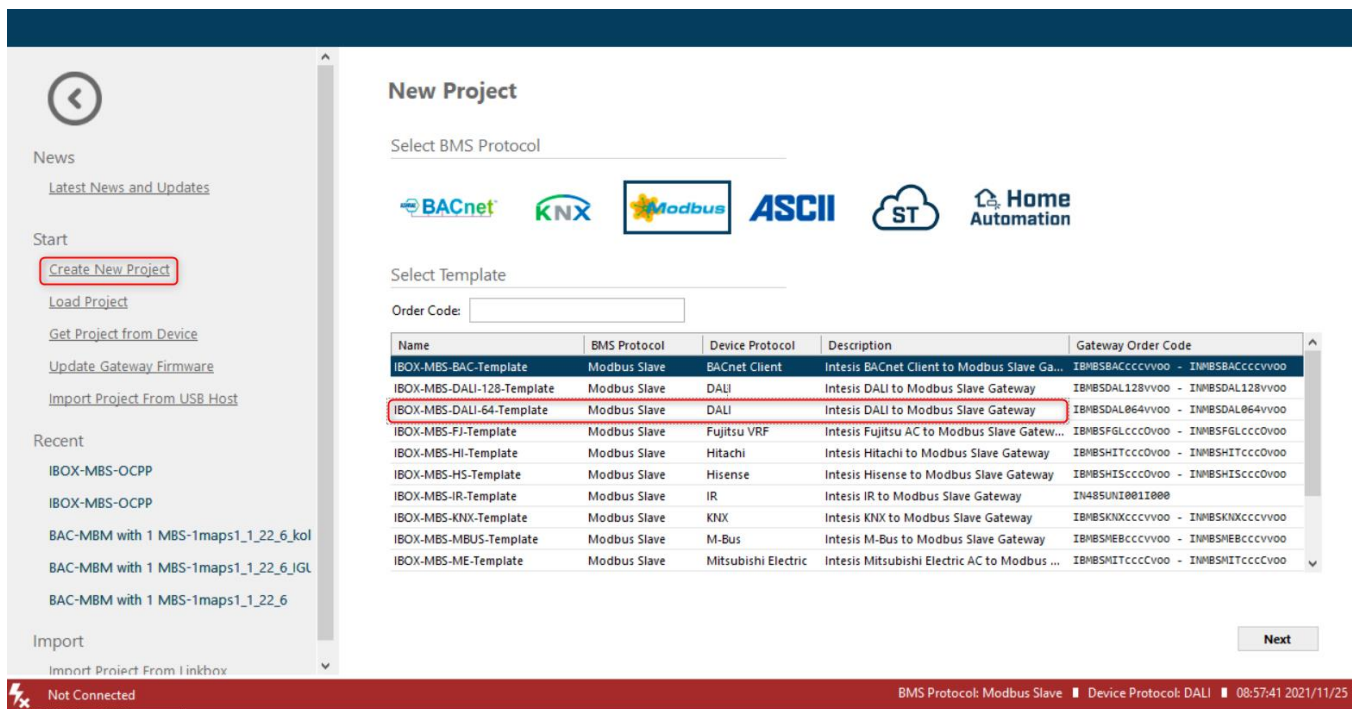 New Project
News
Latest News and Updates
Start
Create New Project
Load Project
Get Project from Device
Update Gateway Firmware
Import Project From USB Host
Recent
IBOX-MBS-OCPP
IBOX-MBS-OCPP
BAC-MBM with 1 MBS-1maps1_1_22_6_kol
BAC-MBM with 1 MBS-1maps1_1_22_6_IGL
BAC-MBM with 1 MBS-1maps1_1_22_6
Import
Import Project From Linkbox
Select BMS Protocol
BACnet KNX Modbus ASCII ST Home Automation
Select Template
Order Code:
Name BMS Protocol Device Protocol Description Gateway Order Code
IBOX-MBS-BAC-Template Modbus Slave BACnet Client Intesis BACnet Client to Modbus Slave Ga... IBMBSBACcccvvoo - INMBSBACcccvvoo
IBOX-MBS-DALI-128-Template Modbus Slave DALI Intesis DALI to Modbus Slave Gateway IBMBSDAL128vvoo - INMBSDAL128vvoo
IBOX-MBS-DALI-64-Template Modbus Slave DALI Intesis DALI to Modbus Slave Gateway IBMBSDAL064vvoo - INMBSDAL064vvoo
IBOX-MBS-FJ-Template Modbus Slave Fujitsu VRF Intesis Fujitsu AC to Modbus Slave Gatew... IBMBSFGLcccOvoo - INMBSFGLcccOvoo
IBOX-MBS-HI-Template Modbus Slave Hitachi Intesis Hitachi to Modbus Slave Gateway IBMBSHITcccOvoo - INMBSHITcccOvoo
IBOX-MBS-HS-Template Modbus Slave Hisense Intesis Hisense to Modbus Slave Gateway IBMBSHIScccOvoo - INMBSHIScccOvoo
IBOX-MBS-IR-Template Modbus Slave IR Intesis IR to Modbus Slave Gateway IN485UNI001I000
IBOX-MBS-KNX-Template Modbus Slave KNX Intesis KNX to Modbus Slave Gateway IBMBSKNXcccvvoo - INMBSKNXcccvvoo
IBOX-MBS-MBUS-Template Modbus Slave M-Bus Intesis M-Bus to Modbus Slave Gateway IBMBSMEBcccvvoo - INMBSMEBcccvvoo
IBOX-MBS-ME-Template Modbus Slave Mitsubishi Electric Intesis Mitsubishi Electric AC to Modbus ... IBMBSMITcccCvoo - INMBSMITcccCvoo
Next
Not Connected
BMS Protocol: Modbus Slave Device Protocol: DALI 08:57:41 2021/11/25